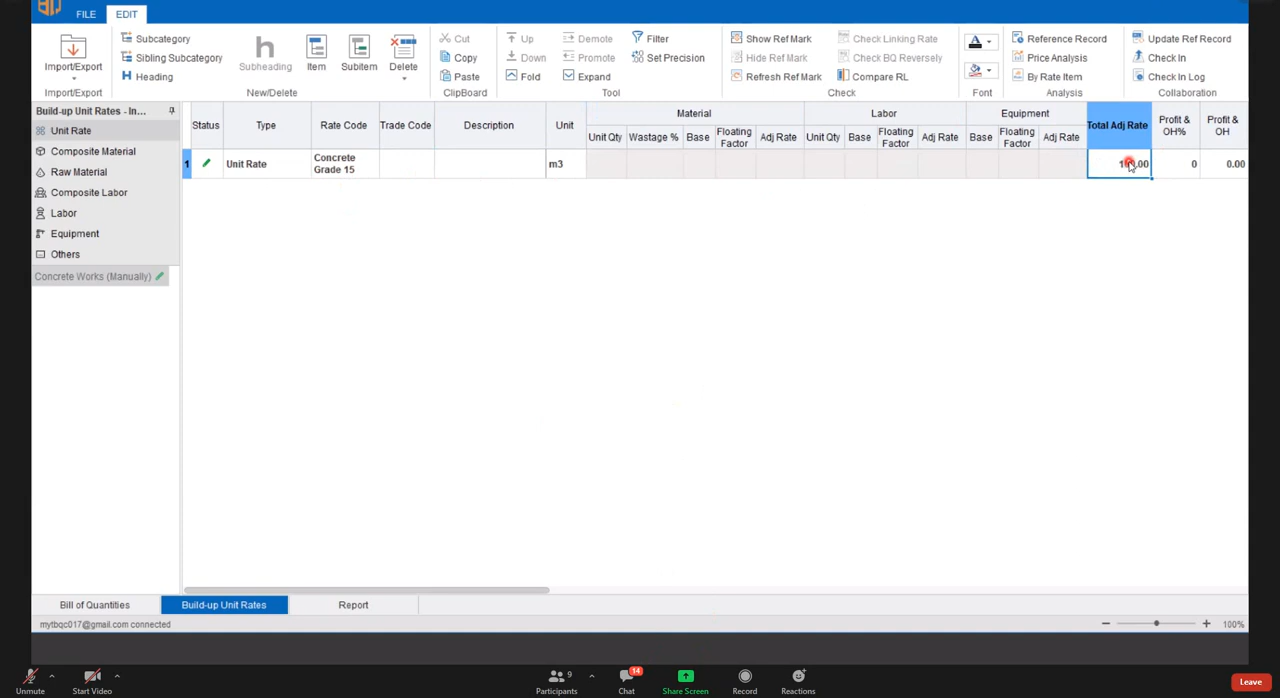 FILE
EDIT
Import/Export
Subcategory
Sibling Subcategory
Heading
Subheading
Item
Subitem
Delete
Cut
Copy
Paste
Up
Down
Fold
Demote
Promote
Expand
Filter
Set Precision
Show Ref Mark
Hide Ref Mark
Refresh Ref Mark
Check Linking Rate
Check BQ Reversely
Compare RL
Reference Record
Price Analysis
By Rate Item
Update Ref Record
Check In
Check In Log
Import/Export
New/Delete
ClipBoard
Tool
Check
Font
Analysis
Collaboration
Build-up Unit Rates - In...
Unit Rate
Composite Material
Raw Material
Composite Labor
Labor
Equipment
Others
Concrete Works (Manually)
Status
Type
Rate Code
Trade Code
Description
Unit
Material
Unit Qty
Wastage %
Base
Floating
Factor
Adj Rate
Labor
Unit Qty
Base
Floating
Factor
Adj Rate
Equipment
Base
Floating
Factor
Adj Rate
Total Adj Rate
Profit &
OH%
Profit &
OH
1
Unit Rate
Concrete
Grade 15
m3
0
0.00
Bill of Quantities
Build-up Unit Rates
Report
mytbqc017@gmail.com connected
100%
Unmute
Start Video
9
Participants
14
Chat
Share Screen
Record
Reactions
Leave